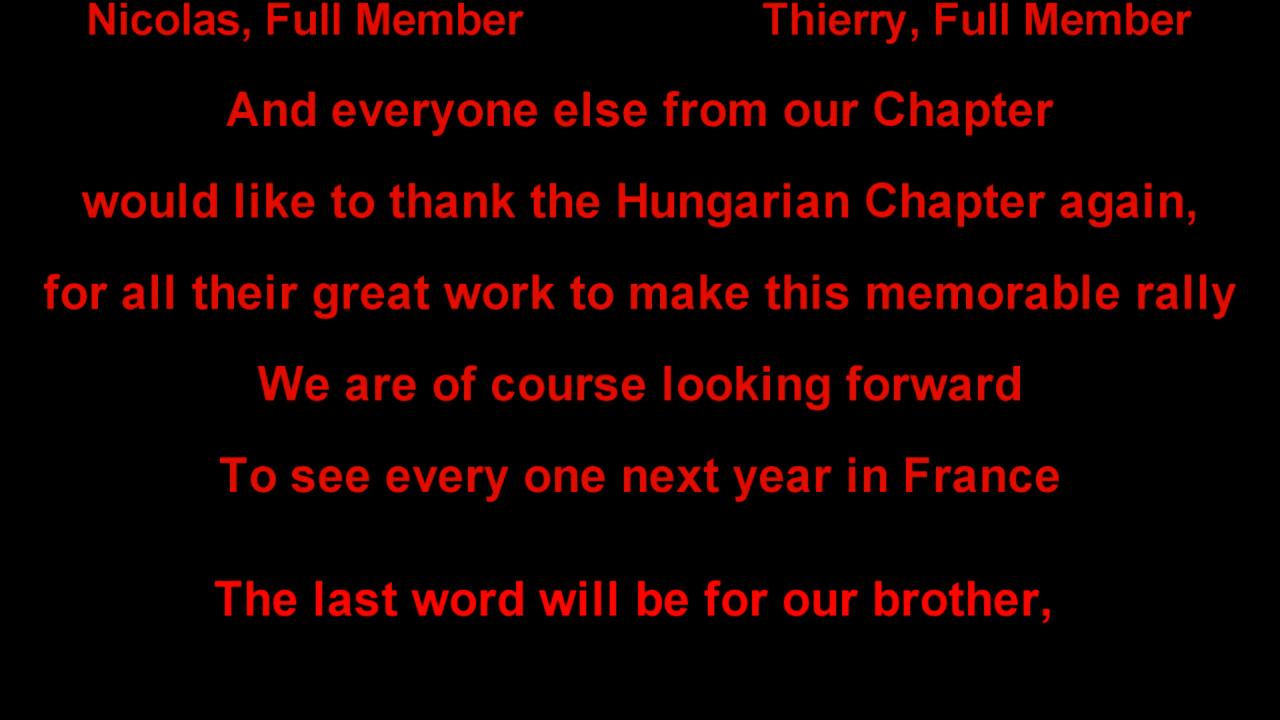 Nicolas, Full Member Thierry, Full Member
And everyone else from our Chapter
would like to thank the Hungarian Chapter again,
for all their great work to make this memorable rally
We are of course looking forward
To see every one next year in France
The last word will be for our brother,